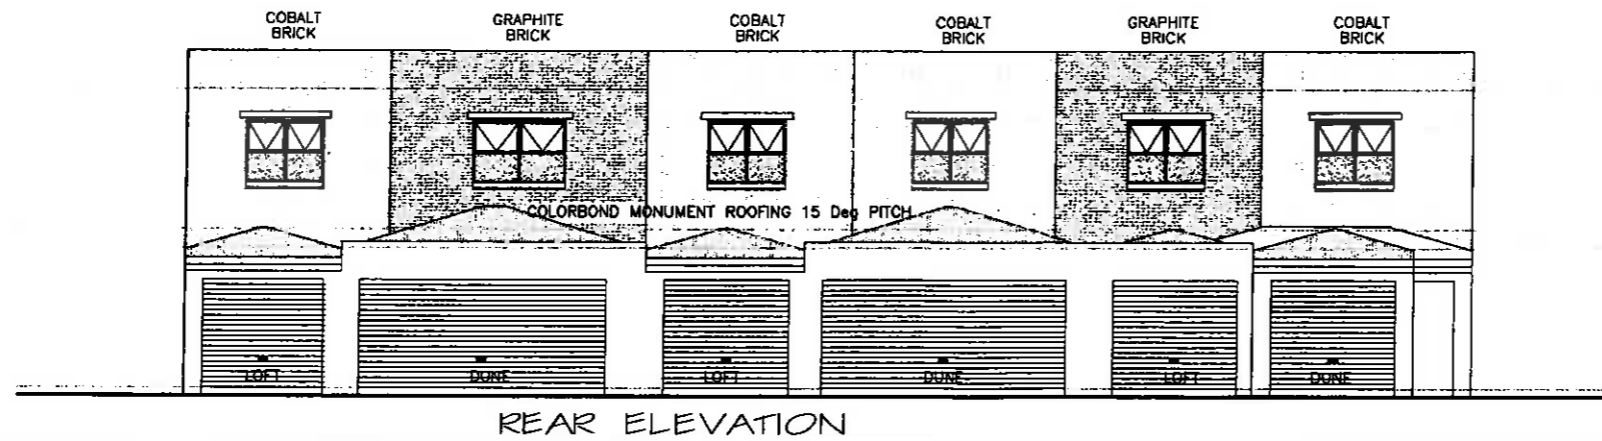 COBALT
BRICK
GRAPHITE
BRICK
COBALT
BRICK
COBALT
BRICK
GRAPHITE
BRICK
COBALT
BRICK
COLORBOND MONUMENT ROOFING 15 Deg PITCH
LOFT
DUNE
LOFT
DUNE
LOFT
DUNE
REAR ELEVATION